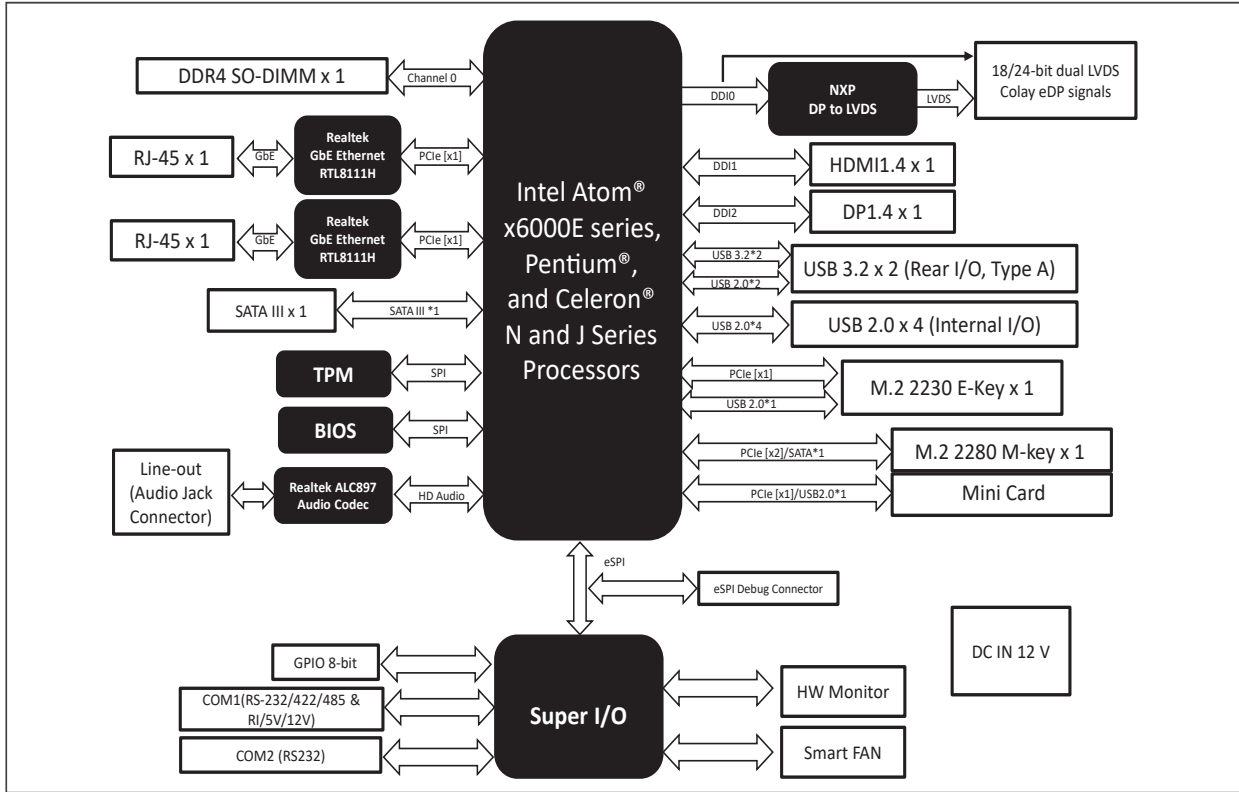 DDR4 SO-DIMM x 1
Channel 0
RJ-45 x 1
GbE
Realtek
GbE Ethernet
RTL8111H
PCIe [x1]
RJ-45 x 1
GbE
Realtek
GbE Ethernet
RTL8111H
PCIe [x1]
SATA III x 1
SATA III *1
TPM
SPI
BIOS
SPI
Line-out
(Audio Jack
Connector)
Realtek ALC897
Audio Codec
HD Audio
Intel Atom®
x6000E series,
Pentium®,
and Celeron®
N and J Series
Processors
DDI0
NXP
DP to LVDS
LVDS
18/24-bit dual LVDS
Colay eDP signals
DDI1
HDMI1.4 x 1
DDI2
DP1.4 x 1
USB 3.2*2
USB 2.0*2
USB 3.2 x 2 (Rear I/O, Type A)
USB 2.0*4
USB 2.0 x 4 (Internal I/O)
PCIe [x1]
USB 2.0*1
M.2 2230 E-Key x 1
PCIe [x2]/SATA*1
M.2 2280 M-key x 1
PCIe [x1]/USB2.0*1
Mini Card
eSPI
eSPI Debug Connector
GPIO 8-bit
COM1(RS-232/422/485 &
RI/5V/12V)
COM2 (RS232)
Super I/O
HW Monitor
Smart FAN
DC IN 12 V